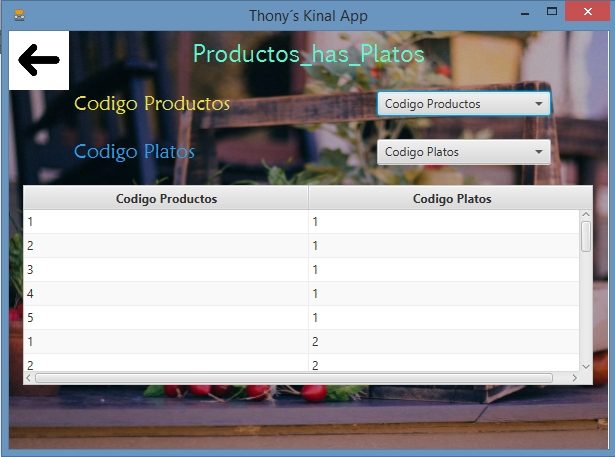 Thony´s Kinal App
Productos_has_Platos
Codigo Productos Codigo Productos
Codigo Platos Codigo Platos
Codigo Productos Codigo Platos
1 1
2 1
3 1
4 1
5 1
1 2
2 2